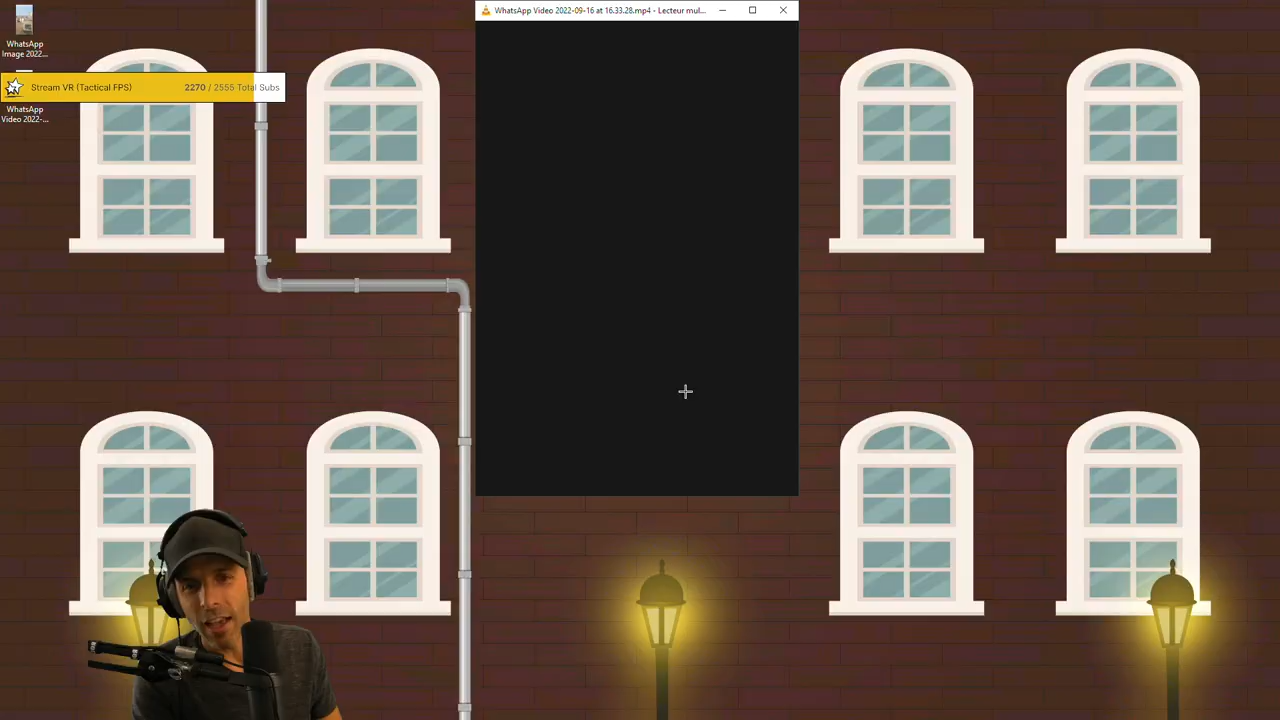 WhatsApp Video 2022-09-16 at 16.33.28.mp4 - Lecteur mul...
WhatsApp
Image 2022...
Stream VR (Tactical FPS) 2270 / 2555 Total Subs
WhatsApp
Video 2022-...